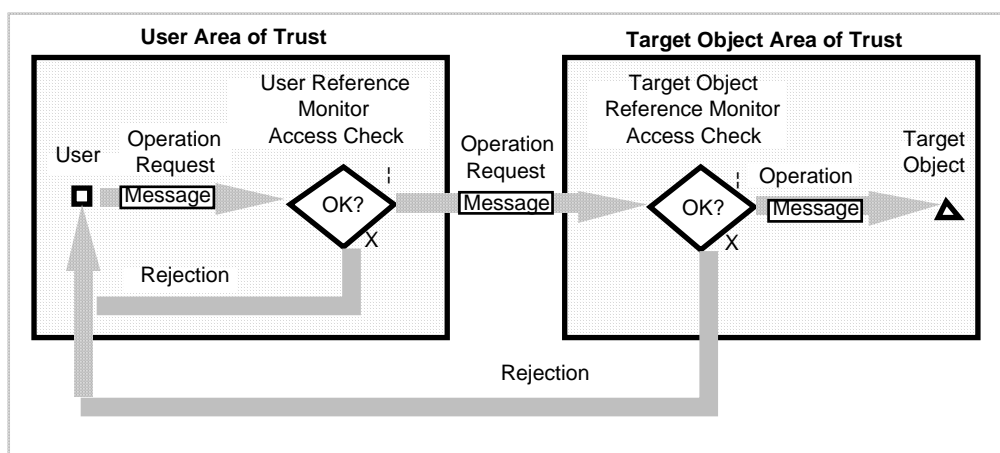 User Area of Trust
Target Object Area of Trust
User Reference
Monitor
Access Check
Target Object
Reference Monitor
Access Check
User
Operation
Request
Message
OK?
X
Rejection
Operation
Request
Message
OK?
X
Operation
Message
Target
Object
Rejection